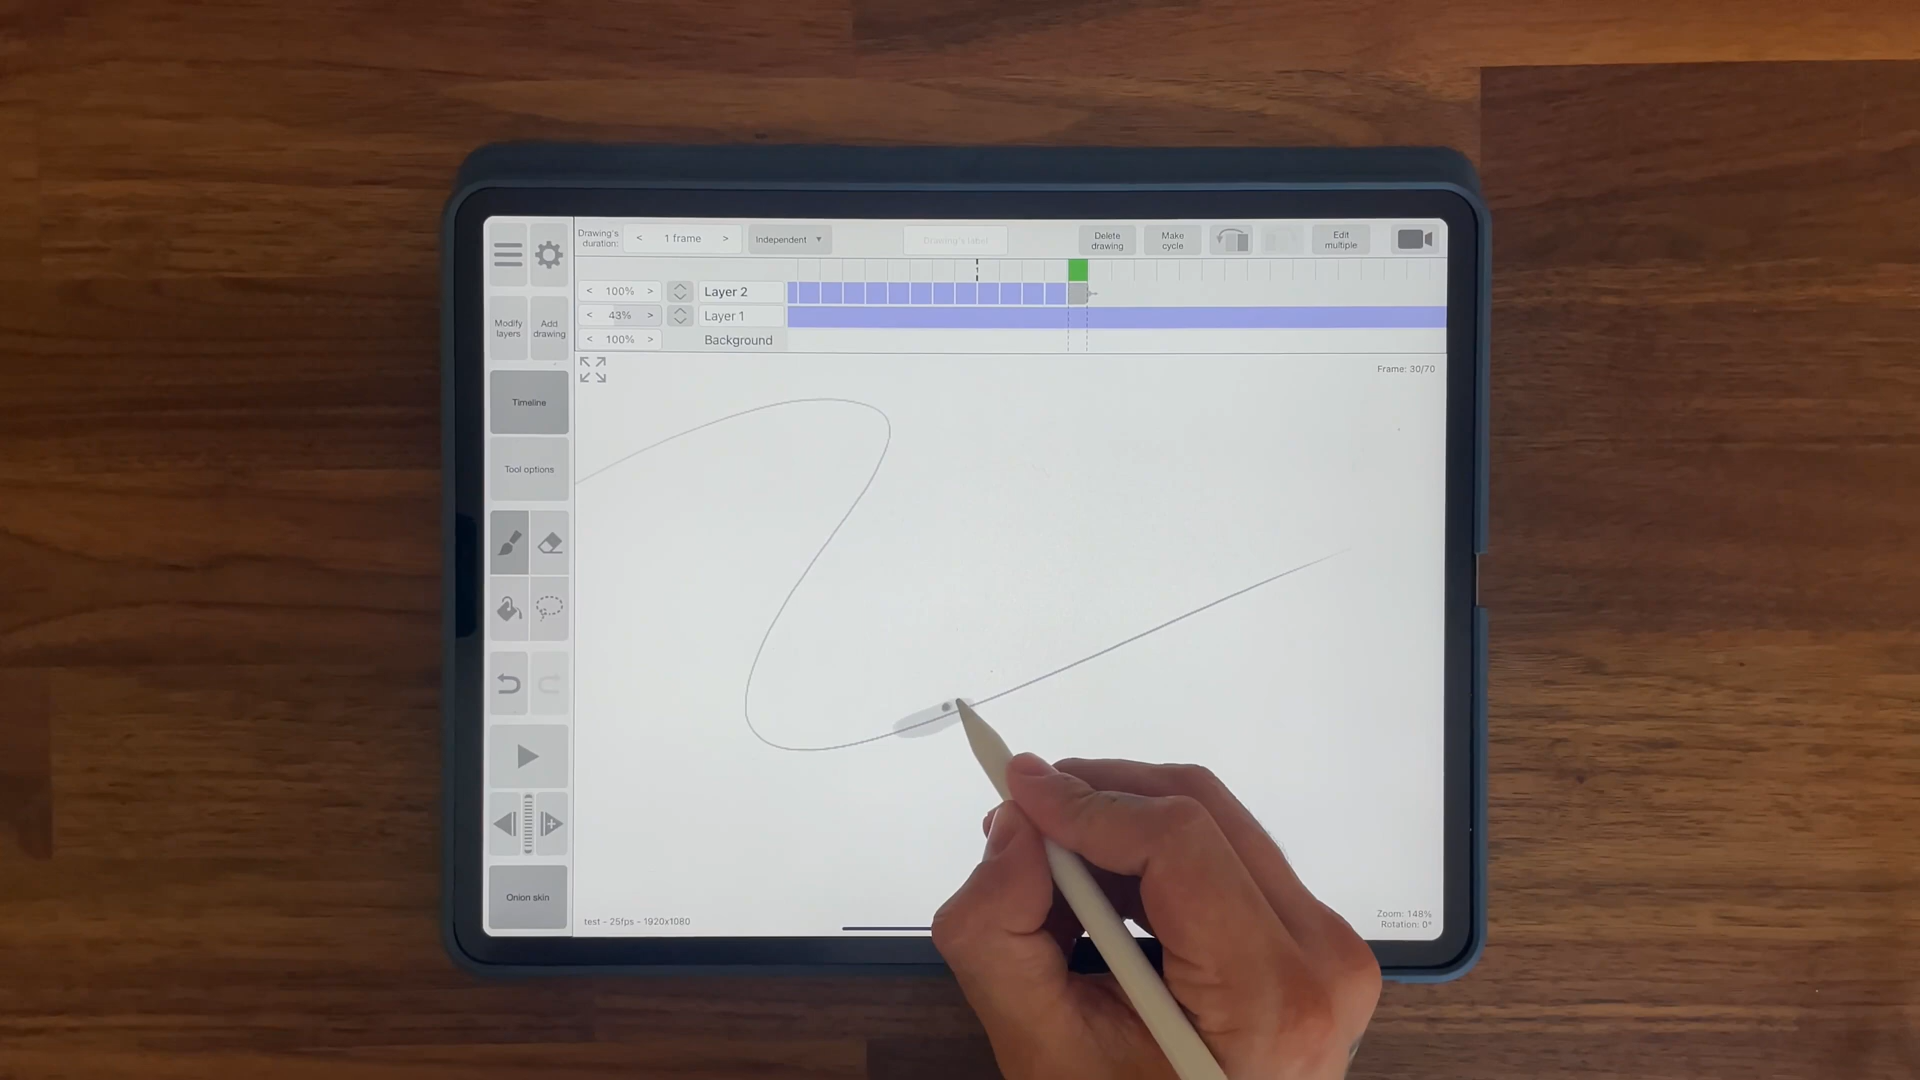 Drawing's
duration:
< 1 frame >
Independent
Drawing's label
Delete
drawing
Make
cycle
Edit
multiple
< 100% >
Layer 2
< 43% >
Layer 1
< 100% >
Background
Modify
layers
Add
drawing
Timeline
Tool options
Onion skin
Frame: 30/70
test - 25fps - 1920x1080
Zoom: 148%
Rotation: 0°